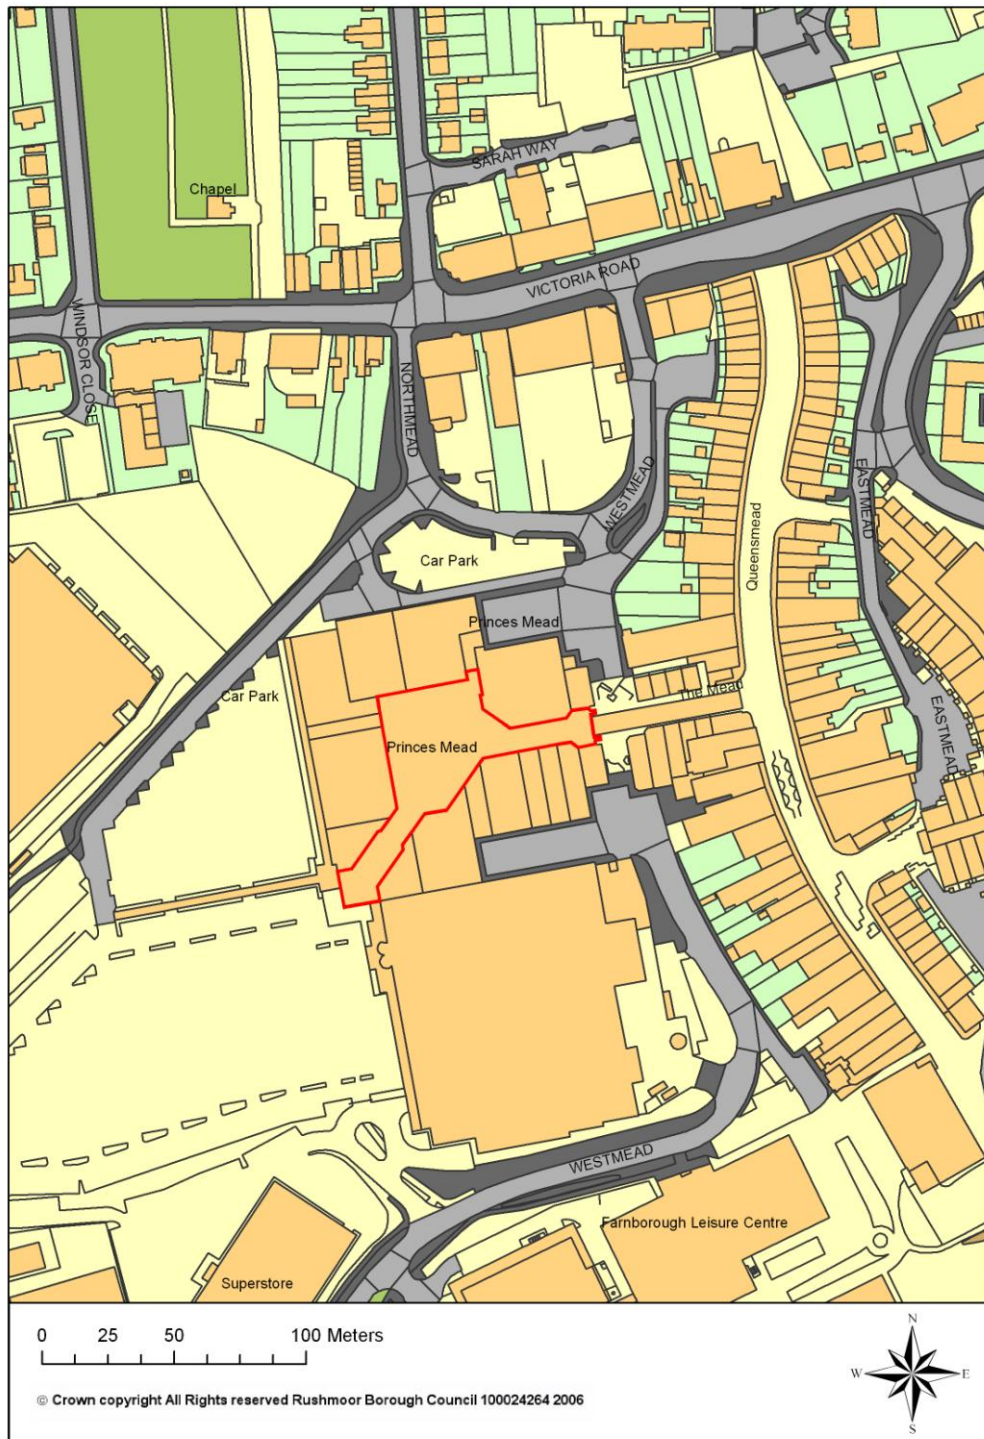 SARAH WAY
Chapel
VICTORIA ROAD
WINDSOR CLOSE
NORTHMEAD
WESTMEAD
EASTMEAD
Queensmead
Car Park
Princes Mead
The Mead
EASTMEAD
Car Park
Princes Mead
WESTMEAD
Farnborough Leisure Centre
Superstore
0 25 50 100 Meters
© Crown copyright All Rights reserved Rushmoor Borough Council 100024264 2006
N
W E
S